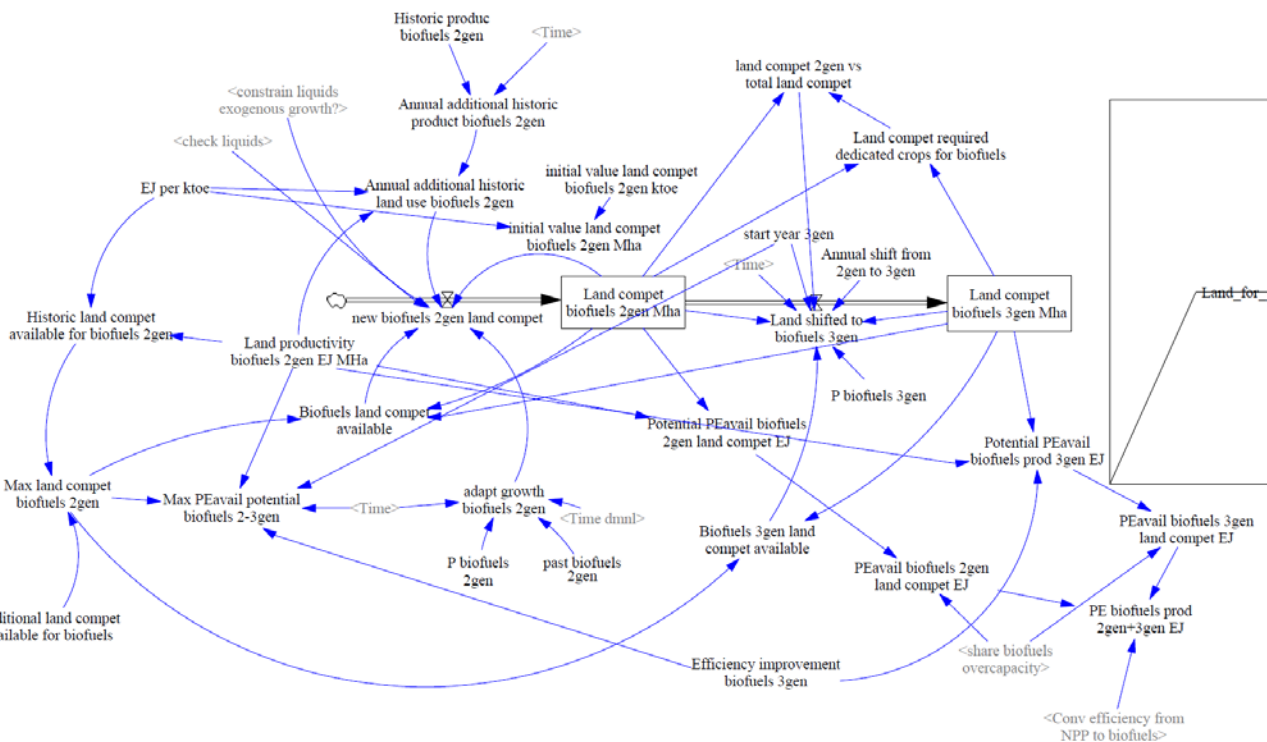 Historic produc
biofuels 2gen
<Time>
land compet 2gen vs
total land compet
<constrain liquids
exogenous growth?>
Annual additional historic
product biofuels 2gen
<check liquids>
Land compet required
dedicated crops for biofuels
EJ per ktoe
Annual additional historic
land use biofuels 2gen
initial value land compet
biofuels 2gen ktoe
initial value land compet
biofuels 2gen Mha
start year 3gen
<Time>
Annual shift from
2gen to 3gen
Land compet
biofuels 2gen Mha
Land compet
biofuels 3gen Mha
Land_for_
Historic land compet
available for biofuels 2gen
new biofuels 2gen land compet
Land shifted to
biofuels 3gen
Land productivity
biofuels 2gen EJ MHa
P biofuels 3gen
Biofuels land compet
available
Potential PEavail biofuels
2gen land compet EJ
Potential PEavail
biofuels prod 3gen EJ
Max land compet
biofuels 2gen
Max PEavail potential
biofuels 2-3gen
<Time>
adapt growth
biofuels 2gen
<Time dmnl>
Biofuels 3gen land
compet available
PEavail biofuels 3gen
land compet EJ
P biofuels
2gen
past biofuels
2gen
PEavail biofuels 2gen
land compet EJ
PE biofuels prod
2gen+3gen EJ
ditional land compet
ailable for biofuels
<share biofuels
overcapacity>
Efficiency improvement
biofuels 3gen
<Conv efficiency from
NPP to biofuels>